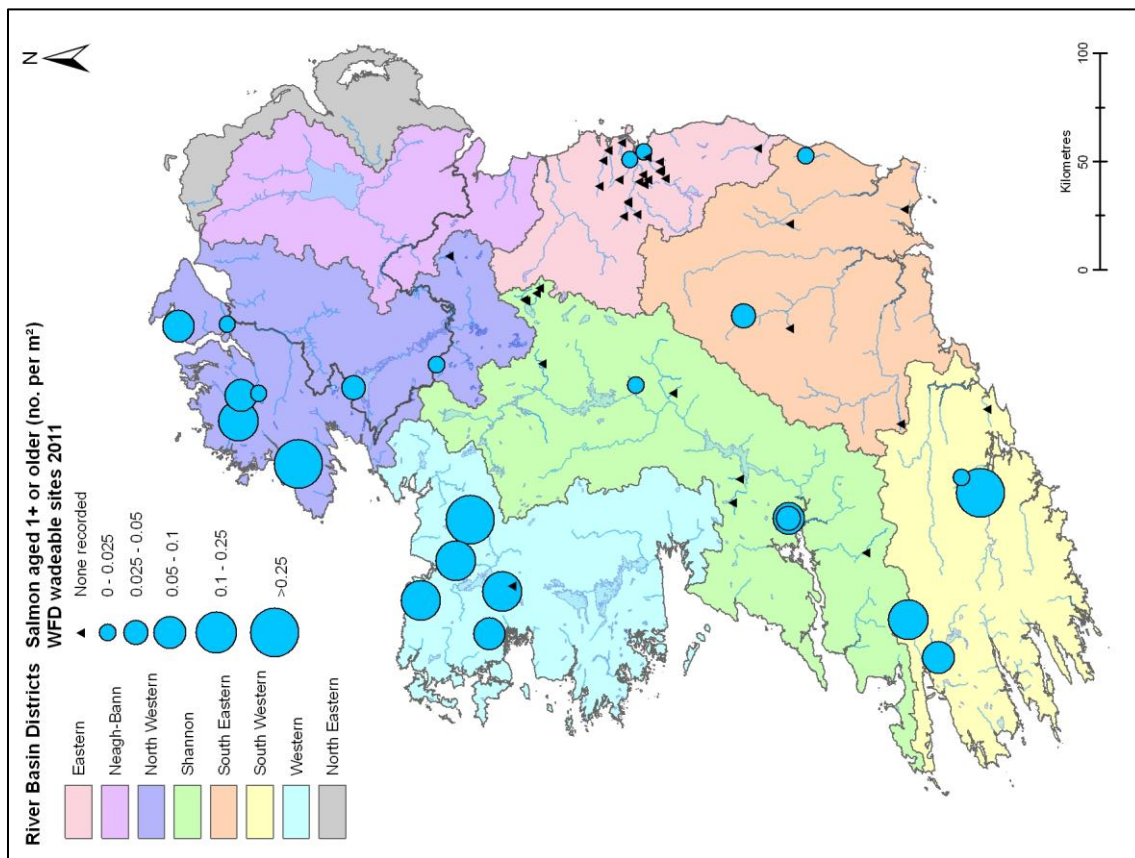 River Basin Districts
Eastern
Neagh-Bann
North Western
Shannon
South Eastern
South Western
Western
North Eastern
Salmon aged 1+ or older (no. per m²)
WFD wadeable sites 2011
None recorded
0 - 0.025
0.025 - 0.05
0.05 - 0.1
0.1 - 0.25
>0.25
N
0 50 100
Kilometres